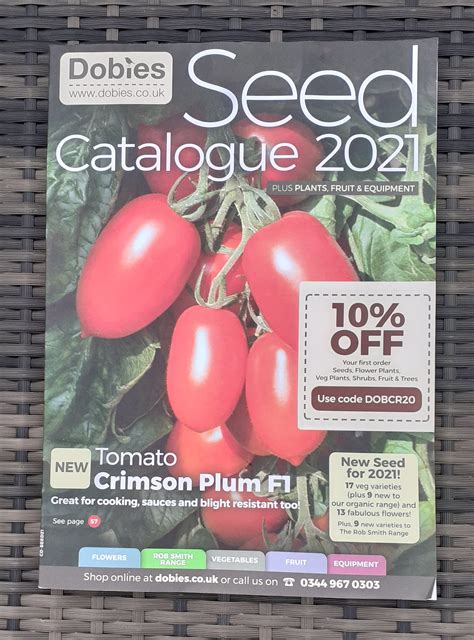 Dobies
www.dobies.co.uk
Seed
Catalogue 2021
PLUS PLANTS, FRUIT & EQUIPMENT
10%
OFF
Your first order
Seeds, Flower Plants,
Veg Plants, Shrubs, Fruit & Trees
Use code DOBCR20
NEW
Tomato
Crimson Plum F1
Great for cooking, sauces and blight resistant too!
See page 57
New Seed
for 2021!
17 veg varieties
(plus 9 new to
our organic range) and
13 fabulous flowers!
Plus, 9 new varieties to
The Rob Smith Range
FLOWERS
ROB SMITH
RANGE
VEGETABLES
FRUIT
EQUIPMENT
Shop online at dobies.co.uk or call us on ☎ 0344 967 0303